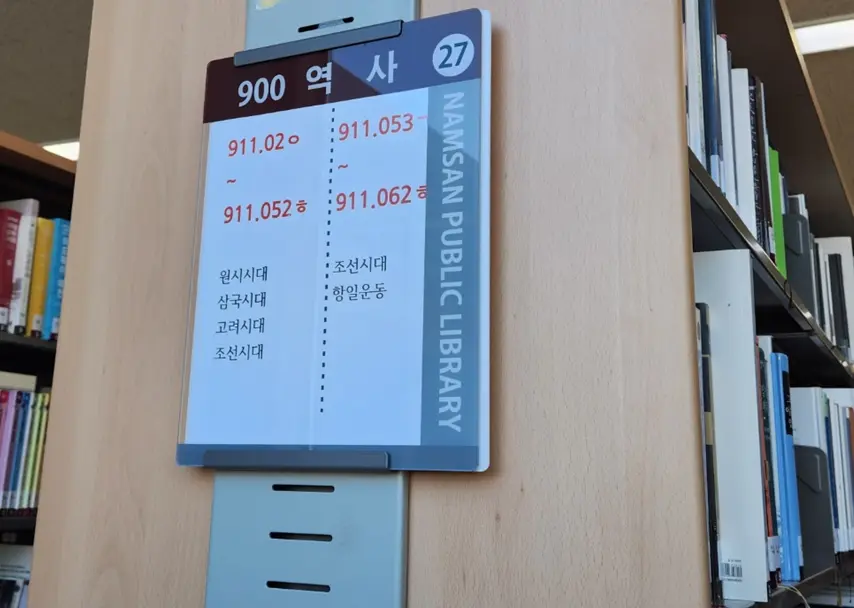 900 역사
27
911.02ㅇ
~
911.052ㅎ
원시시대
삼국시대
고려시대
조선시대
911.053
~
911.062ㅎ
조선시대
항일운동
NAMSAN PUBLIC LIBRARY